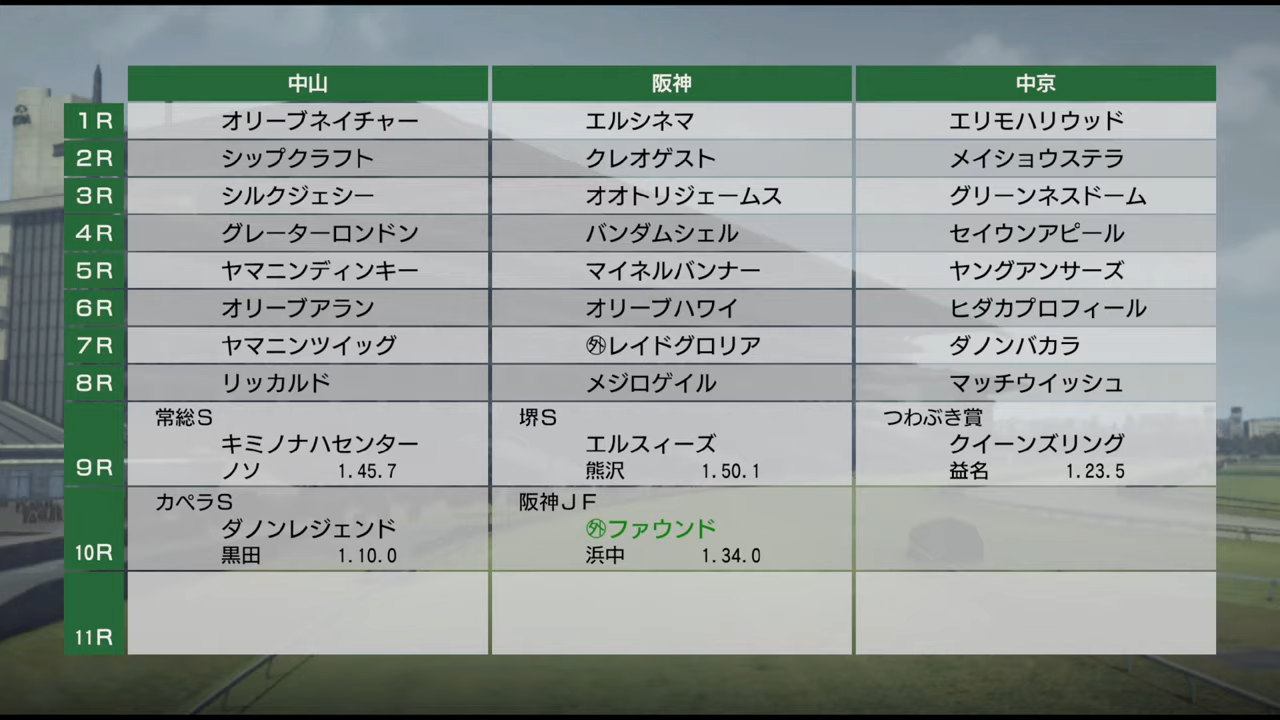 中山 阪神 中京
1R オリーブネイチャー エルシネマ エリモハリウッド
2R シップクラフト クレオゲスト メイショウステラ
3R シルクジェシー オオトリジェームス グリーンネスドーム
4R グレーターロンドン バンダムシェル セイウンアピール
5R ヤマニンディンキー マイネルバンナー ヤングアンサーズ
6R オリーブアラン オリーブハワイ ヒダカプロフィール
7R ヤマニンツイッグ ㊕レイドグロリア ダノンバカラ
8R リッカルド メジロゲイル マッチウイッシュ
常総S 堺S つわぶき賞
キミノナハセンター エルスィーズ クイーンズリング
9R ノソ 1.45.7 熊沢 1.50.1 益名 1.23.5
カペラS 阪神JF
ダノンレジェンド 外ファウンド
10R 黒田 1.10.0 浜中 1.34.0
11R